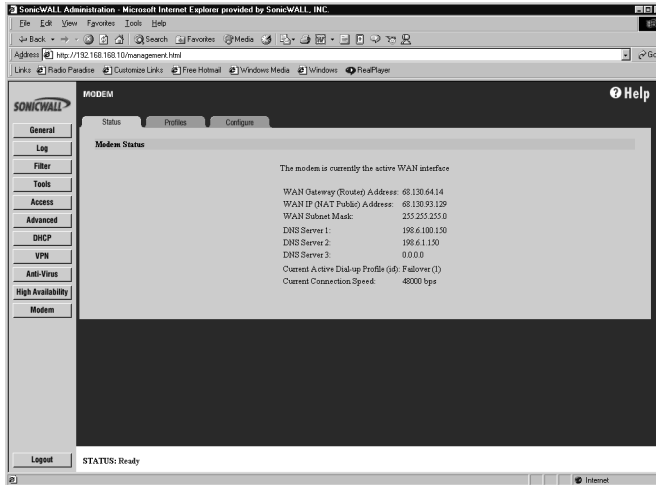 SonicWALL Administration - Microsoft Internet Explorer provided by SonicWALL, INC.
File Edit View Favorites Tools Help
Back Search Favorites Media
Address http://192.168.168.10/management.html Go
Links Radio Paradise Customize Links Free Hotmail Windows Media Windows RealPlayer
SONICWALL
MODEM
Help
Status Profiles Configure
General
Log
Filter
Tools
Access
Advanced
DHCP
VPN
Anti-Virus
High Availability
Modem
Modem Status
The modem is currently the active WAN interface
WAN Gateway (Router) Address: 68.130.64.14
WAN IP (NAT Public) Address: 68.130.93.129
WAN Subnet Mask: 255.255.255.0
DNS Server 1: 198.6.100.150
DNS Server 2: 198.6.1.150
DNS Server 3: 0.0.0.0
Current Active Dial-up Profile (id): Failover (1)
Current Connection Speed: 48000 bps
Logout
STATUS: Ready
Internet